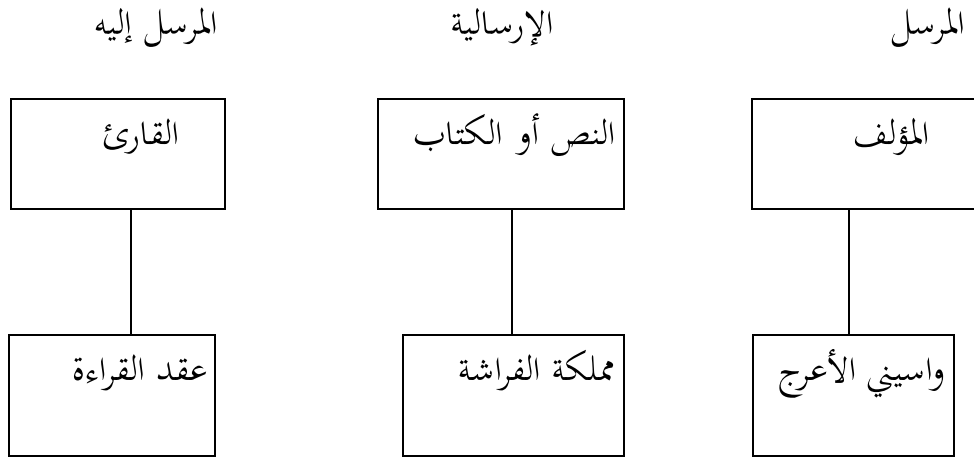 المرسل الإرسالية المرسل إليه
المؤلف النص أو الكتاب القارئ
واسيني الأعرج مملكة الفراشة عقد القراءة